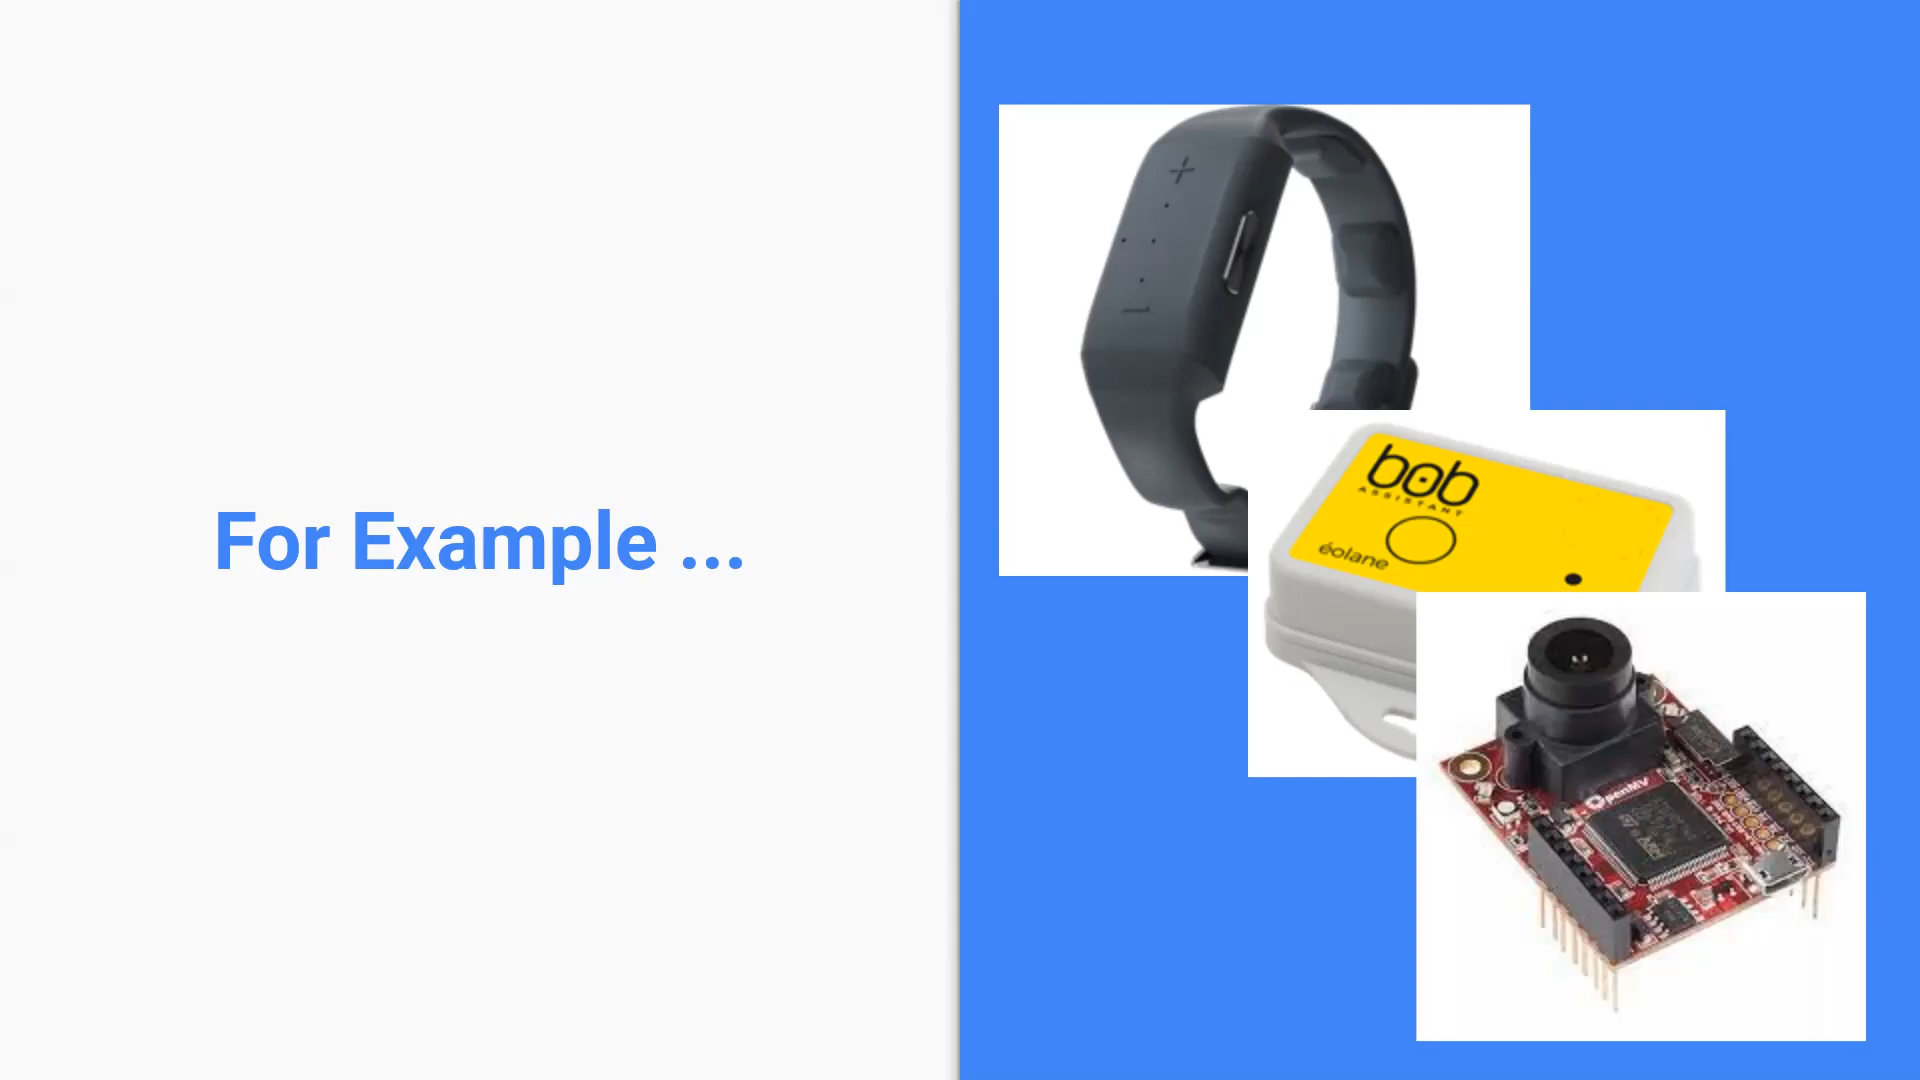 For Example ...
bob
ASSISTANT
éolane
OpenMV